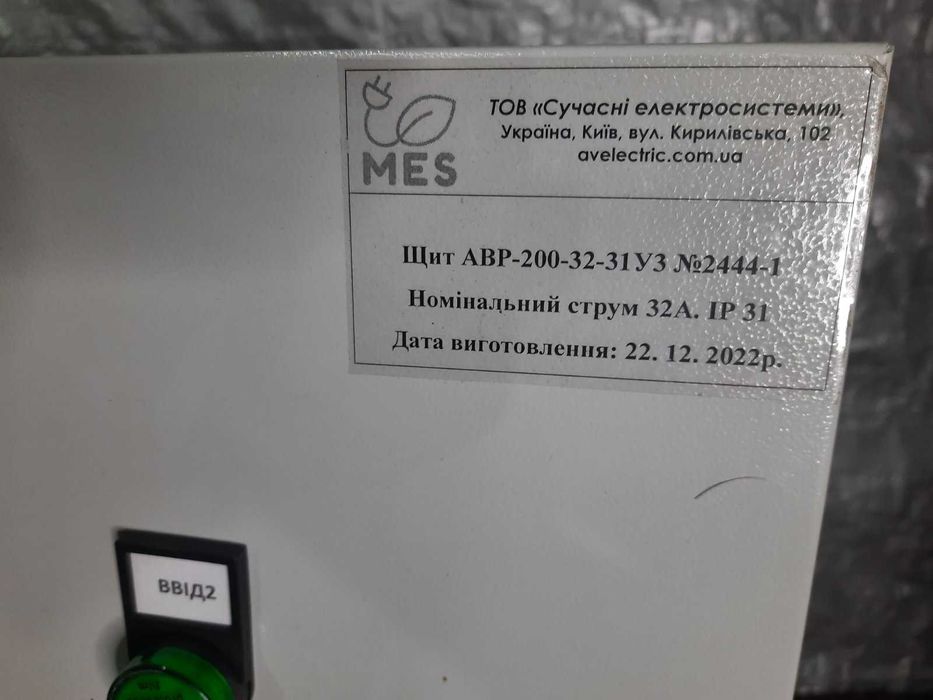 MES
ТОВ «Сучасні електросистеми»,
Україна, Київ, вул. Кирилівська, 102
avelectric.com.ua
Щит АВР-200-32-31УЗ №2444-1
Номінальний струм 32А. IP 31
Дата виготовлення: 22. 12. 2022р.
ВВІД2